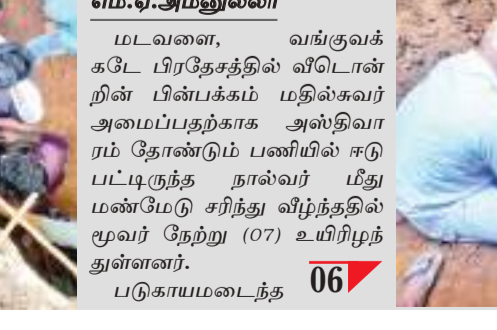 எம்.ஏ.அமீனுல்லா
மடவளை, வங்குவக்
கடே பிரதேசத்தில் வீடொன்
றின் பின்பக்கம் மதில்சுவர்
அமைப்பதற்காக அஸ்திவா
ரம் தோண்டும் பணியில் ஈடு
பட்டிருந்த நால்வர் மீது
மண்மேடு சரிந்து வீழ்ந்ததில்
மூவர் நேற்று (07) உயிரிழந்
துள்ளனர்.
படுகாயமடைந்த 06